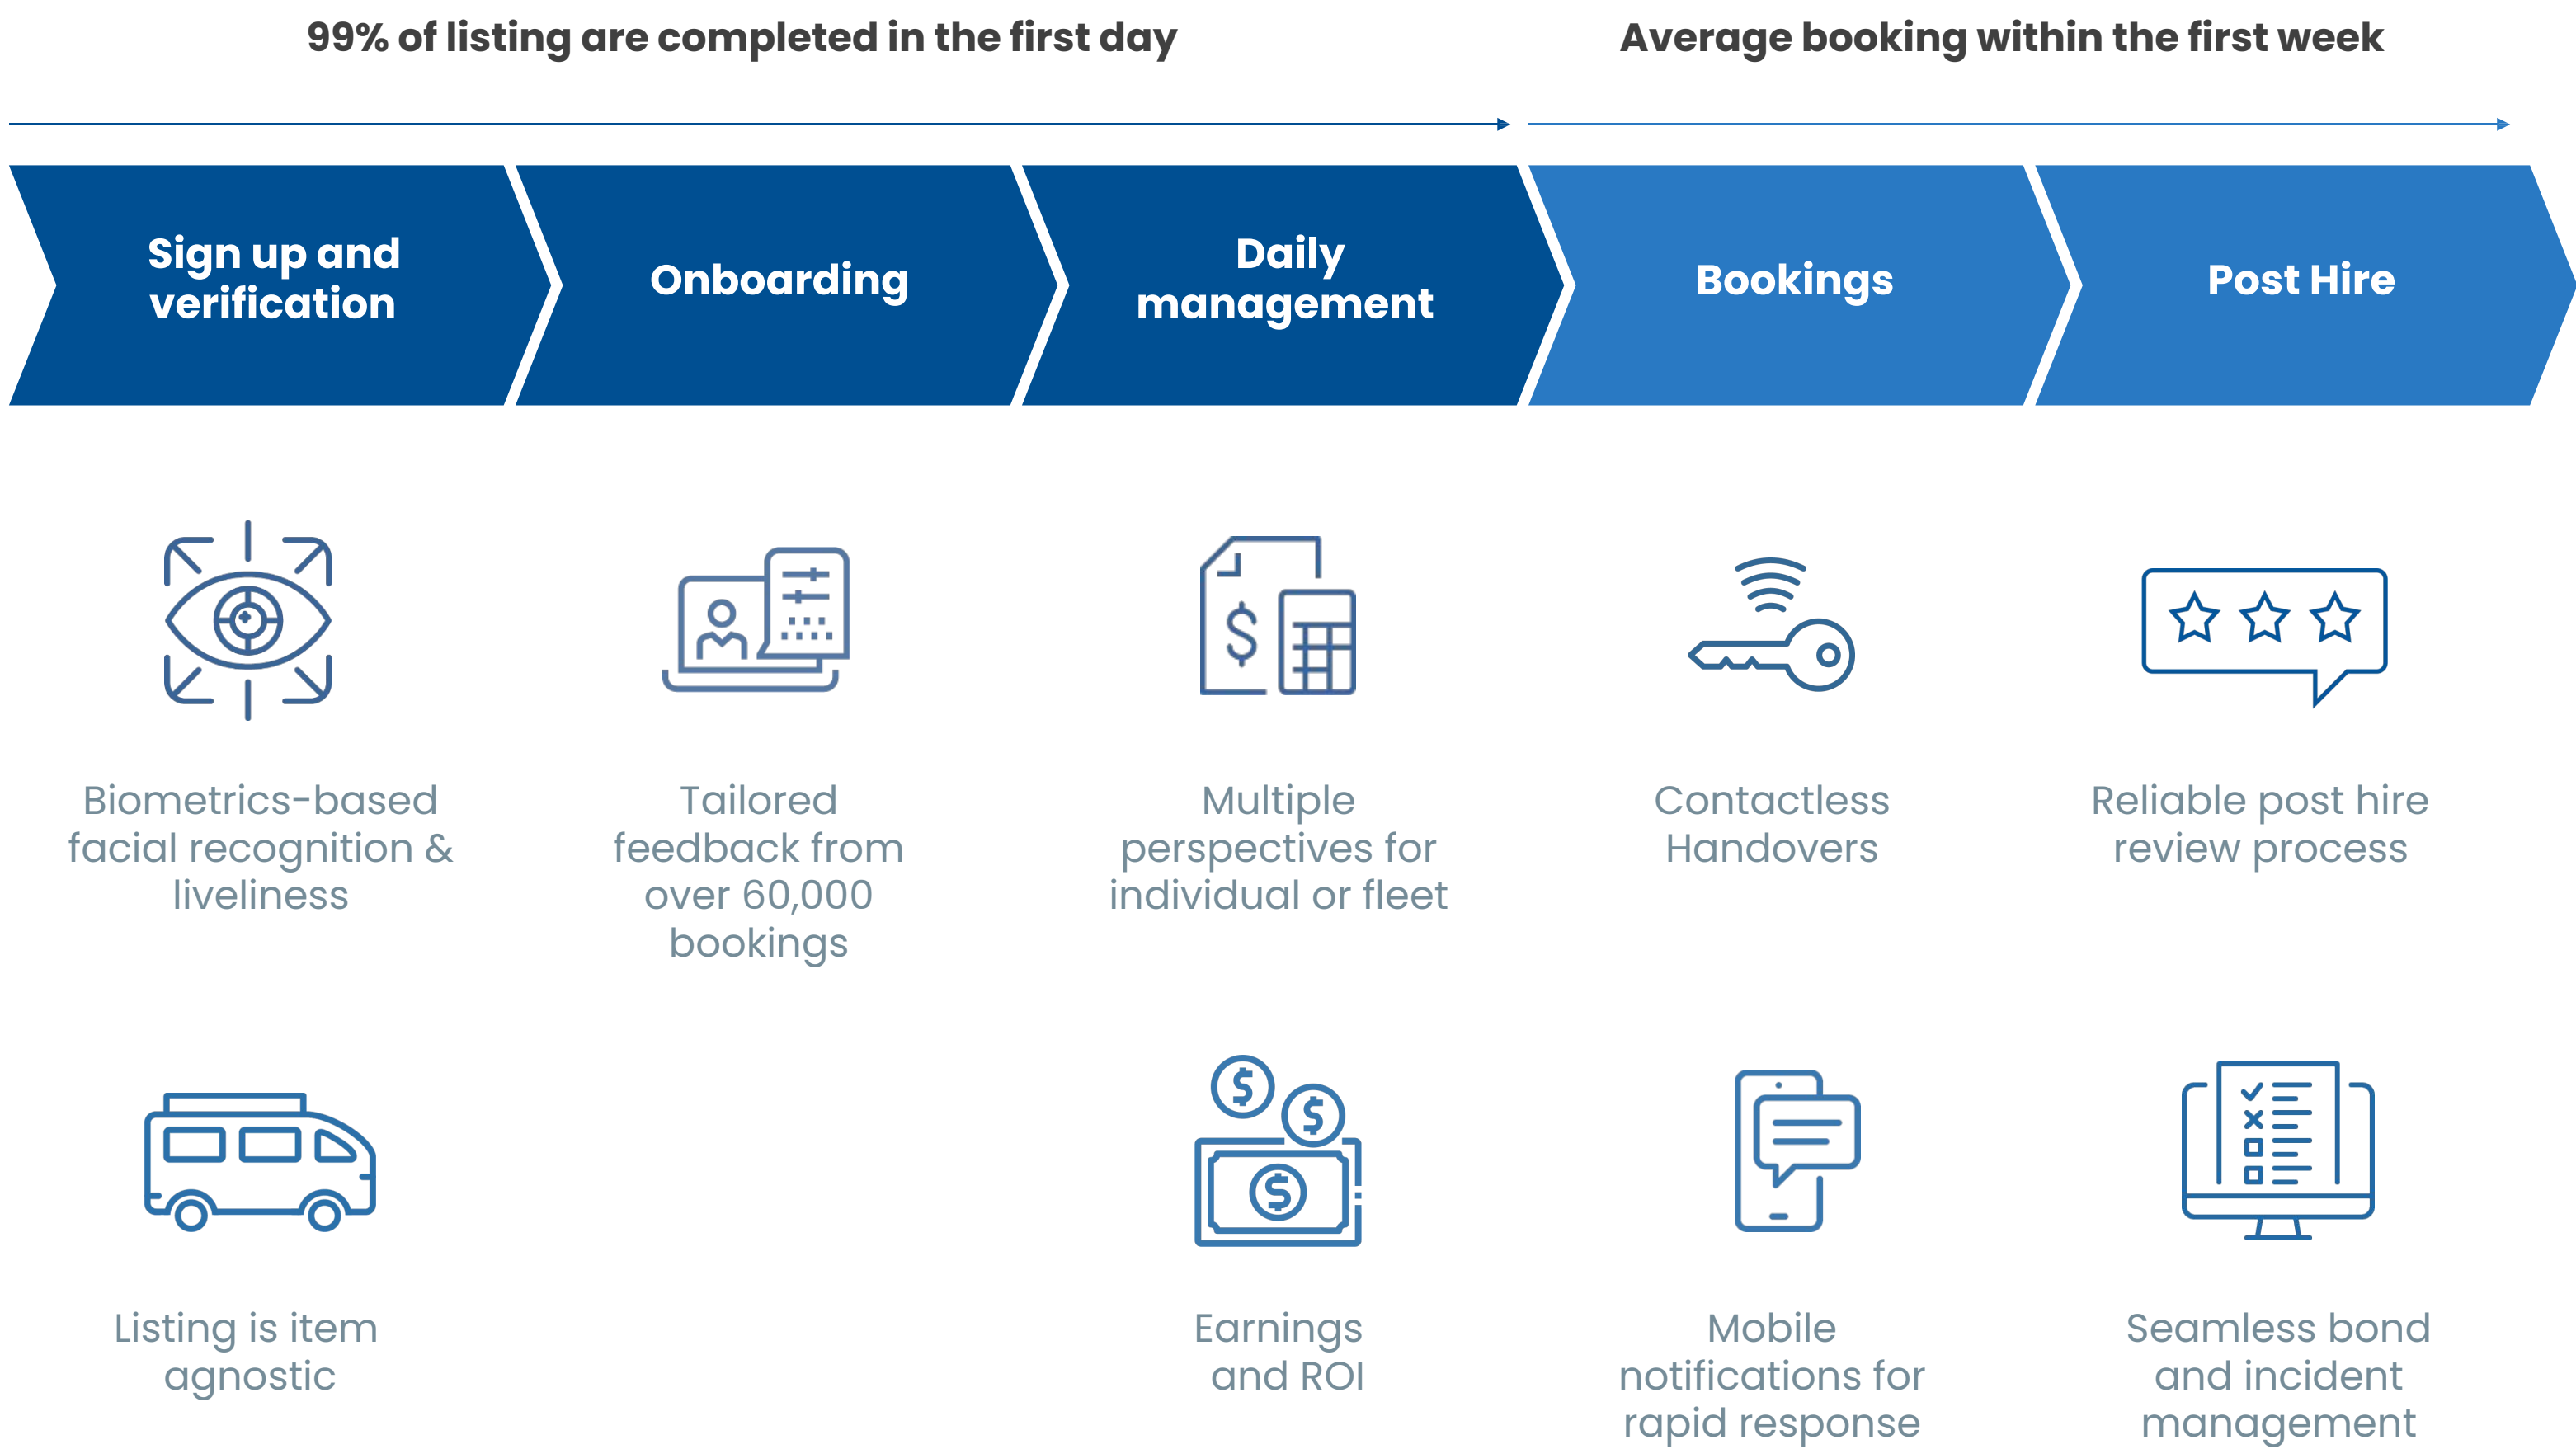 99% of listing are completed in the first day
Average booking within the first week
Sign up and
verification
Onboarding
Daily
management
Bookings
Post Hire
Biometrics-based
facial recognition &
liveliness
Tailored
feedback from
over 60,000
bookings
Multiple
perspectives for
individual or fleet
Contactless
Handovers
Reliable post hire
review process
Listing is item
agnostic
Earnings
and ROI
Mobile
notifications for
rapid response
Seamless bond
and incident
management